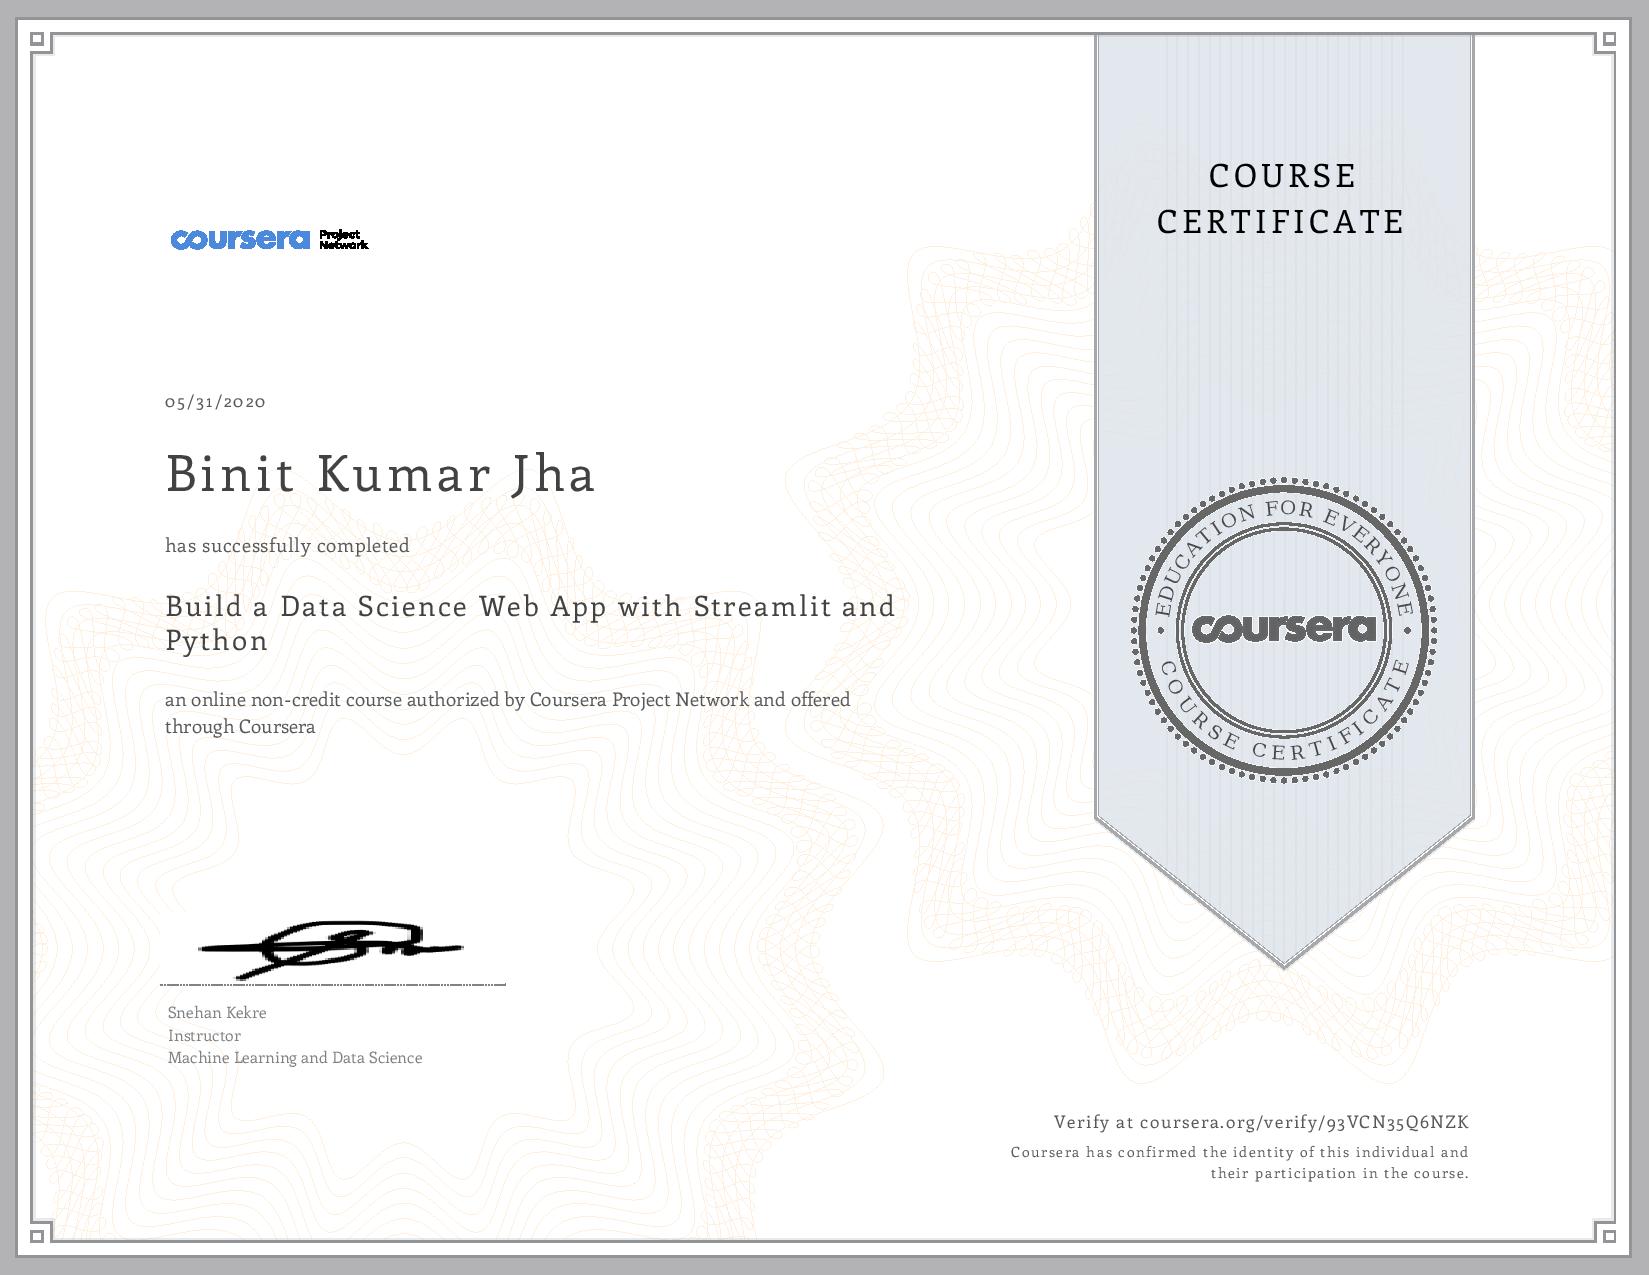 coursera Project
Network
COURSE
CERTIFICATE
05/31/2020
Binit Kumar Jha
has successfully completed
Build a Data Science Web App with Streamlit and
Python
an online non-credit course authorized by Coursera Project Network and offered
through Coursera
EDUCATION FOR EVERYONE
coursera
COURSE CERTIFICATE
Snehan Kekre
Instructor
Machine Learning and Data Science
Verify at coursera.org/verify/93VCN35Q6NZK
Coursera has confirmed the identity of this individual and
their participation in the course.